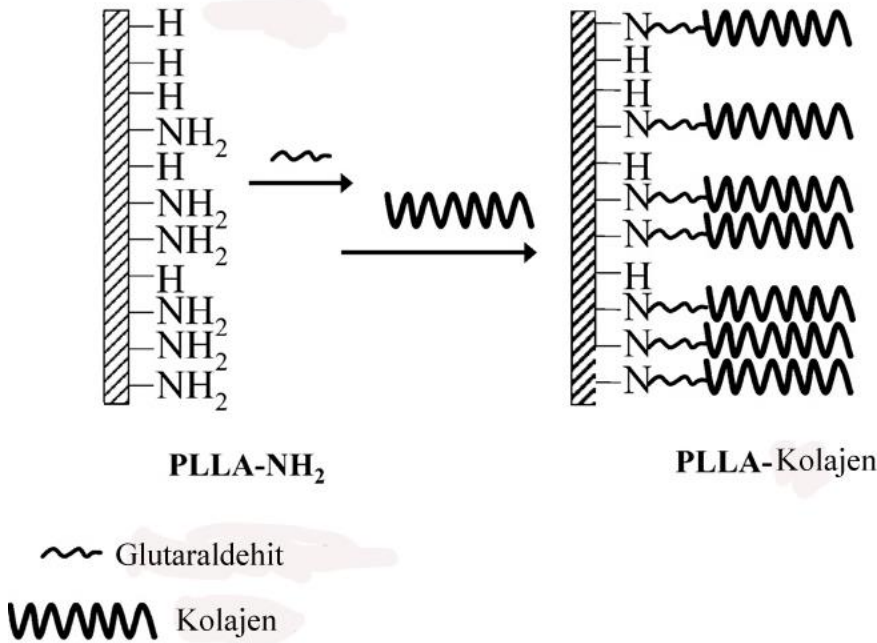 H
H
H
NH₂
H
NH₂
NH₂
H
NH₂
NH₂
NH₂
PLLA-NH₂
N
H
H
N
H
N
N
H
N
N
N
PLLA-Kolajen
Glutaraldehit
Kolajen